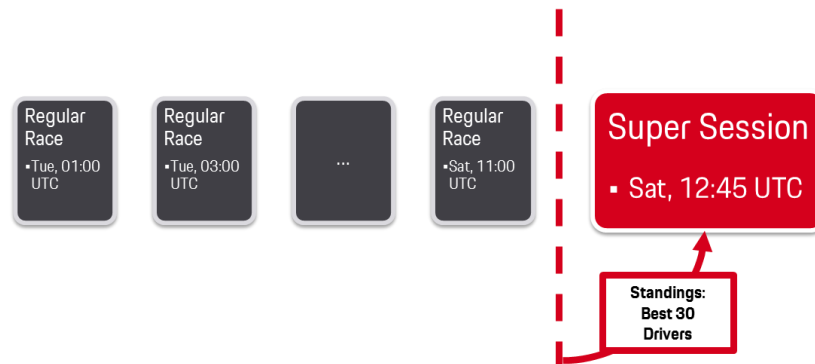 Regular
Race
▪Tue, 01:00
UTC
Regular
Race
▪Tue, 03:00
UTC
...
Regular
Race
▪Sat, 11:00
UTC
Super Session
▪ Sat, 12:45 UTC
Standings:
Best 30
Drivers